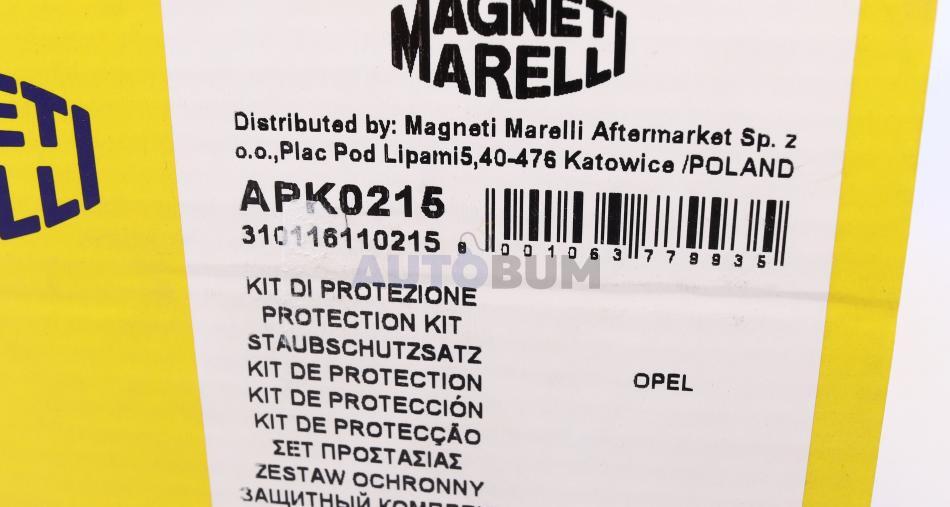 MAGNETI
MARELLI
Distributed by: Magneti Marelli Aftermarket Sp. z
o.o.,Plac Pod Lipami5,40-476 Katowice /POLAND
APK0215
310116110215
8 001063 779935
AUTOBUM
KIT DI PROTEZIONE
PROTECTION KIT
STAUBSCHUTZSATZ
KIT DE PROTECTION
KIT DE PROTECCIÓN
KIT DE PROTECÇÃO
ΣΕΤ ΠΡΟΣΤΑΣΙΑΣ
ZESTAW OCHRONNY
ЗАЩИТНЫЙ КОМПЛЕКТ
OPEL